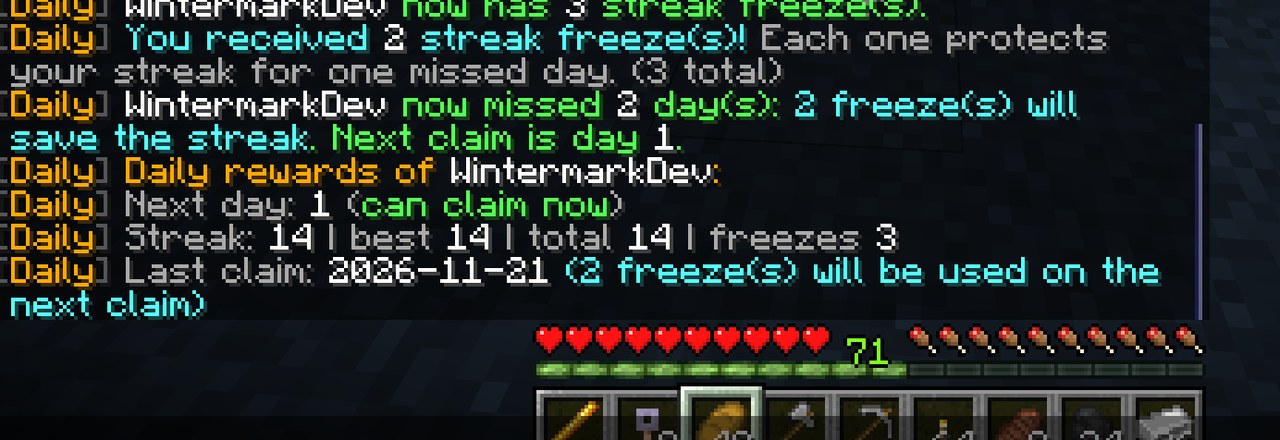 [Daily] WintermarkDev now has 3 streak freeze(s).
[Daily] You received 2 streak freeze(s)! Each one protects
your streak for one missed day. (3 total)
[Daily] WintermarkDev now missed 2 day(s): 2 freeze(s) will
save the streak. Next claim is day 1.
[Daily] Daily rewards of WintermarkDev:
[Daily] Next day: 1 (can claim now)
[Daily] Streak: 14 | best 14 | total 14 | freezes 3
[Daily] Last claim: 2026-11-21 (2 freeze(s) will be used on the
next claim)
71